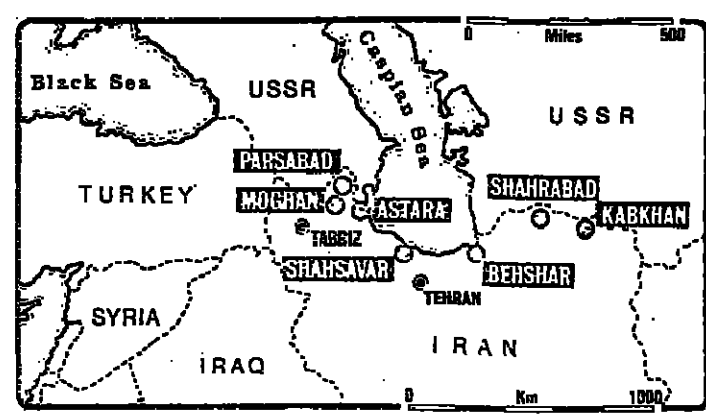 0 Miles 500
Black Sea
USSR
Caspian Sea
USSR
PARSABAD
TURKEY
MOGHAN
ASTARA
SHAHRABAD
KABKHAN
TABRIZ
SHAHSAVAR
BEHSHAR
TEHRAN
SYRIA
IRAQ
IRAN
0 Km 1000